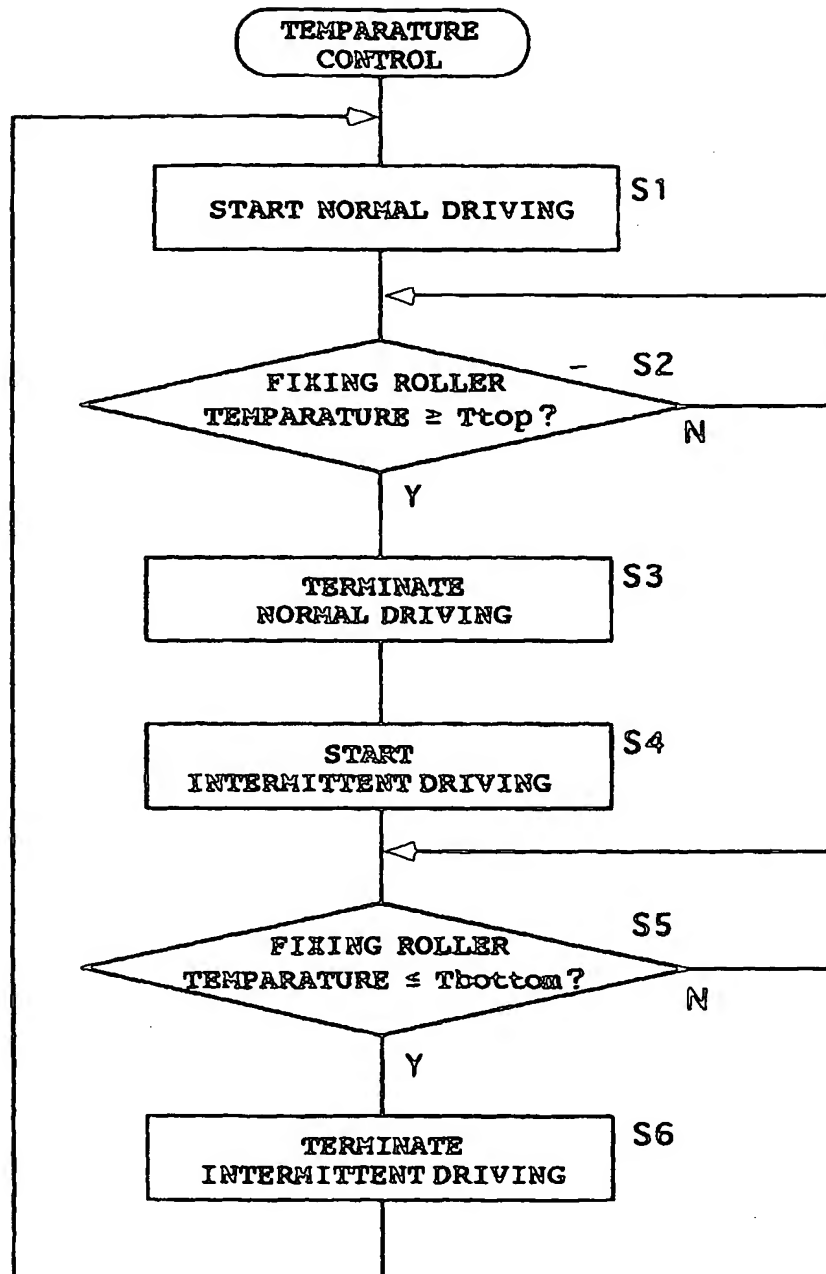 TEMPARATURE
CONTROL
START NORMAL DRIVING
S1
FIXING ROLLER
TEMPARATURE ≥ Ttop?
S2
N
Y
TERMINATE
NORMAL DRIVING
S3
START
INTERMITTENT DRIVING
S4
FIXING ROLLER
TEMPARATURE ≤ Tbottom?
S5
N
Y
TERMINATE
INTERMITTENT DRIVING
S6